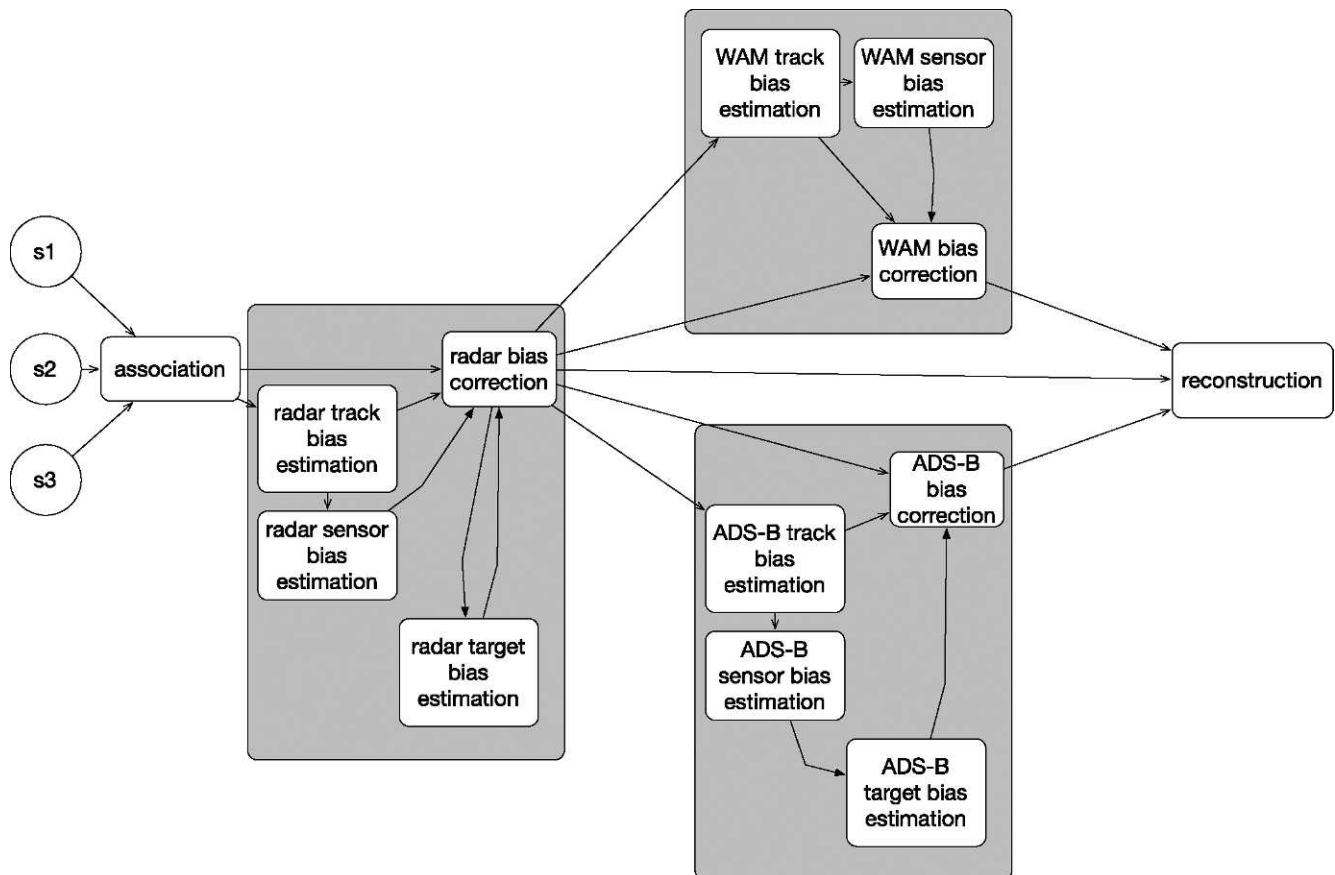 s1
s2
s3
association
radar track
bias
estimation
radar sensor
bias
estimation
radar bias
correction
radar target
bias
estimation
WAM track
bias
estimation
WAM sensor
bias
estimation
WAM bias
correction
ADS-B track
bias
estimation
ADS-B
sensor bias
estimation
ADS-B
bias
correction
ADS-B
target bias
estimation
reconstruction